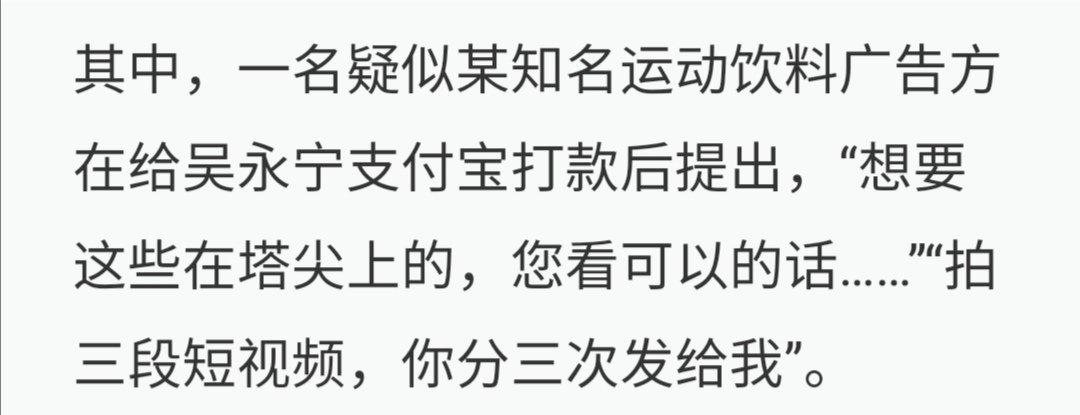 其中，一名疑似某知名运动饮料广告方
在给吴永宁支付宝打款后提出，“想要
这些在塔尖上的，您看可以的话……”“拍
三段短视频，你分三次发给我”。